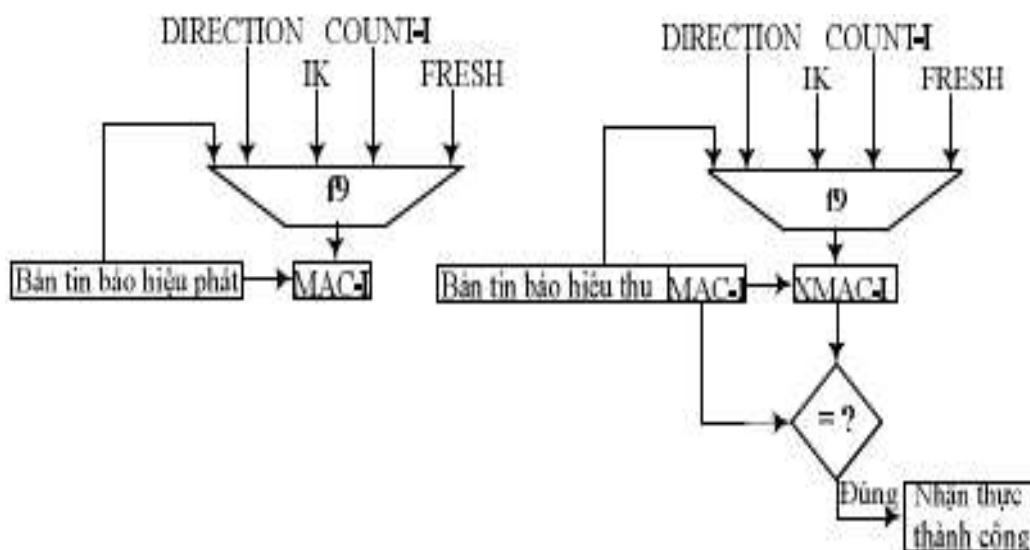 DIRECTION COUNT-I
IK FRESH
f9
Bản tin báo hiệu phát MAC-I
DIRECTION COUNT-I
IK FRESH
f9
Bản tin báo hiệu thu MAC-I XMAC-I
= ?
Đúng
Nhận thực
thành công